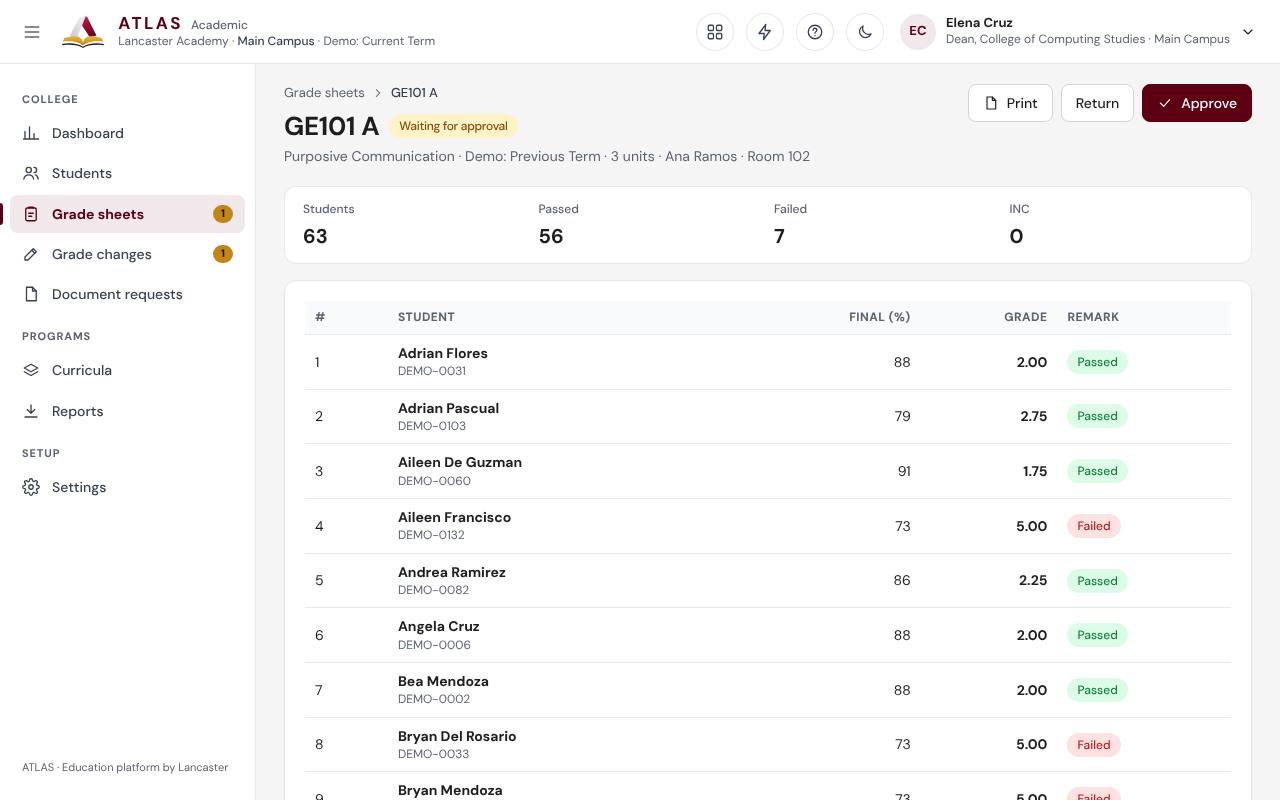 ATLAS Academic
Lancaster Academy · Main Campus · Demo: Current Term
EC
Elena Cruz
Dean, College of Computing Studies · Main Campus
COLLEGE
Dashboard
Students
Grade sheets 1
Grade changes 1
Document requests
PROGRAMS
Curricula
Reports
SETUP
Settings
ATLAS · Education platform by Lancaster
Grade sheets > GE101 A
GE101 A Waiting for approval
Purposive Communication · Demo: Previous Term · 3 units · Ana Ramos · Room 102
Print Return Approve
Students Passed Failed INC
63 56 7 0
# STUDENT FINAL (%) GRADE REMARK
1 Adrian Flores 88 2.00 Passed
DEMO-0031
2 Adrian Pascual 79 2.75 Passed
DEMO-0103
3 Aileen De Guzman 91 1.75 Passed
DEMO-0060
4 Aileen Francisco 73 5.00 Failed
DEMO-0132
5 Andrea Ramirez 86 2.25 Passed
DEMO-0082
6 Angela Cruz 88 2.00 Passed
DEMO-0006
7 Bea Mendoza 88 2.00 Passed
DEMO-0002
8 Bryan Del Rosario 73 5.00 Failed
DEMO-0033
9 Bryan Mendoza 73 5.00 Failed